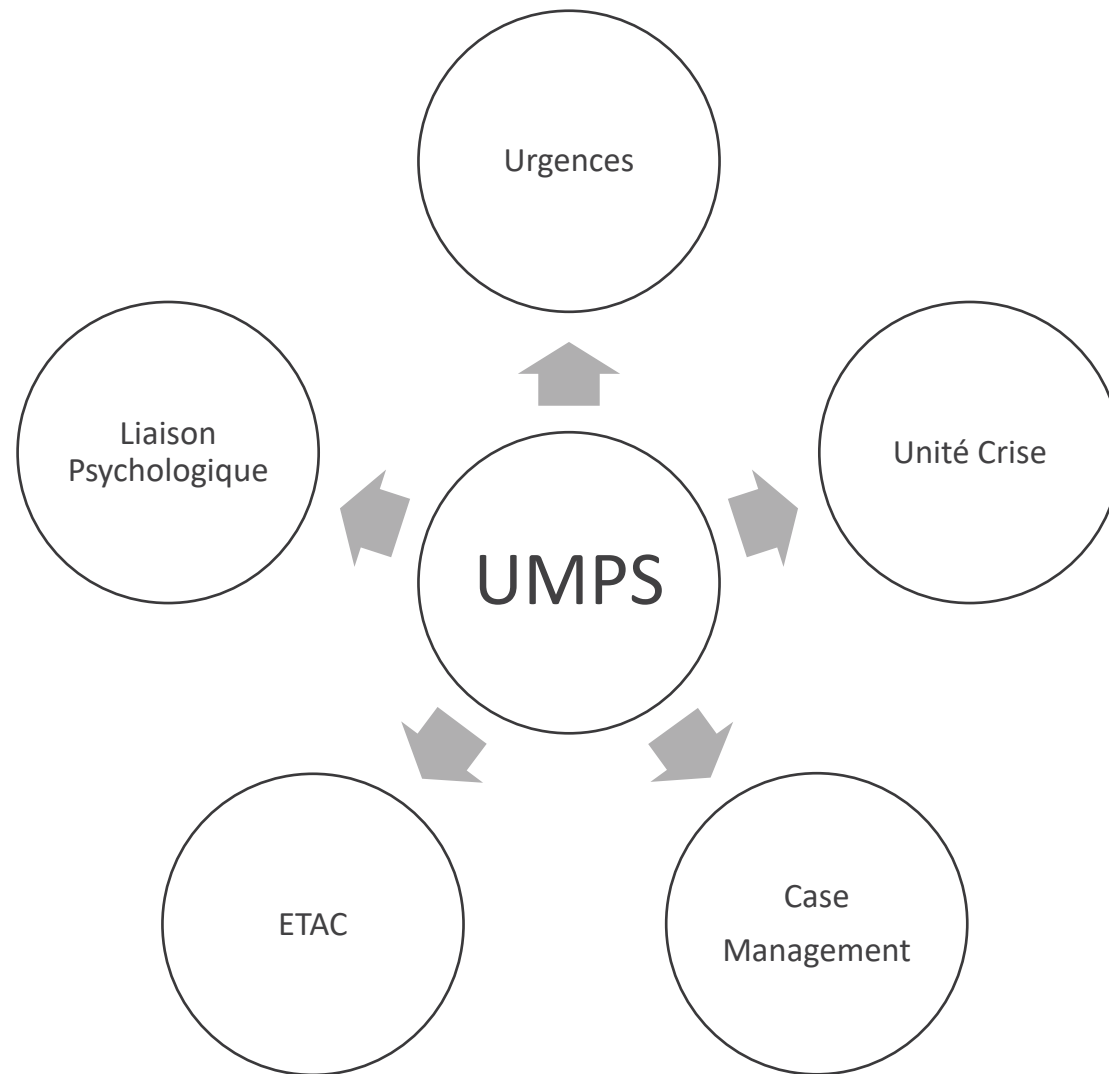 Urgences
Liaison
Psychologique
Unité Crise
UMPS
ETAC
Case
Management